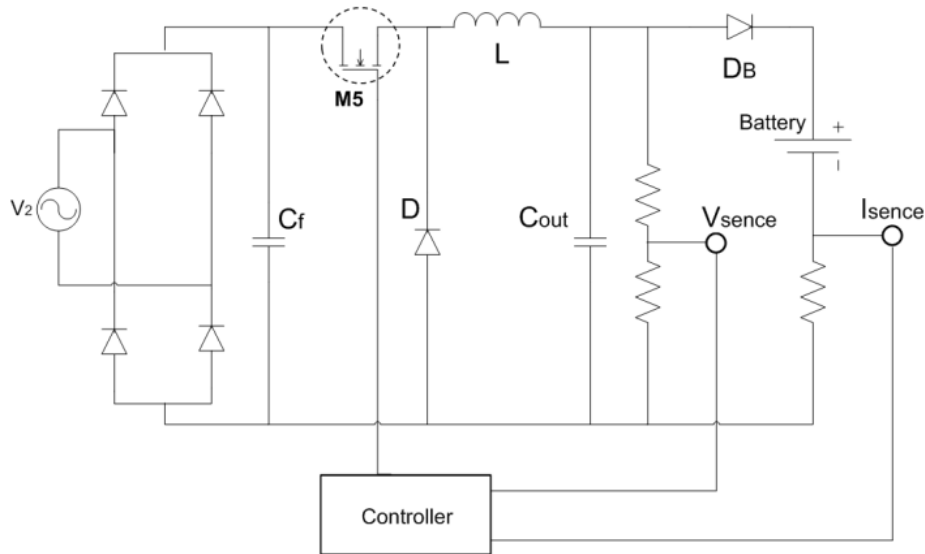 M5
L
DB
Battery
+
-
V2
Cf
D
Cout
Vsence
Isence
Controller